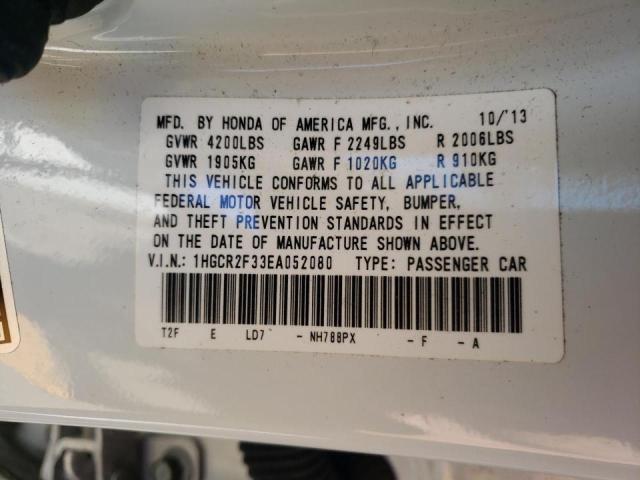 MFD. BY HONDA OF AMERICA MFG., INC. 10/'13
GVWR 4200LBS GAWR F 2249LBS R 2006LBS
GVWR 1905KG GAWR F 1020KG R 910KG
THIS VEHICLE CONFORMS TO ALL APPLICABLE
FEDERAL MOTOR VEHICLE SAFETY, BUMPER,
AND THEFT PREVENTION STANDARDS IN EFFECT
ON THE DATE OF MANUFACTURE SHOWN ABOVE.
V.I.N.: 1HGCR2F33EA052080 TYPE: PASSENGER CAR
T2F E LD7 - NH788PX - F - A